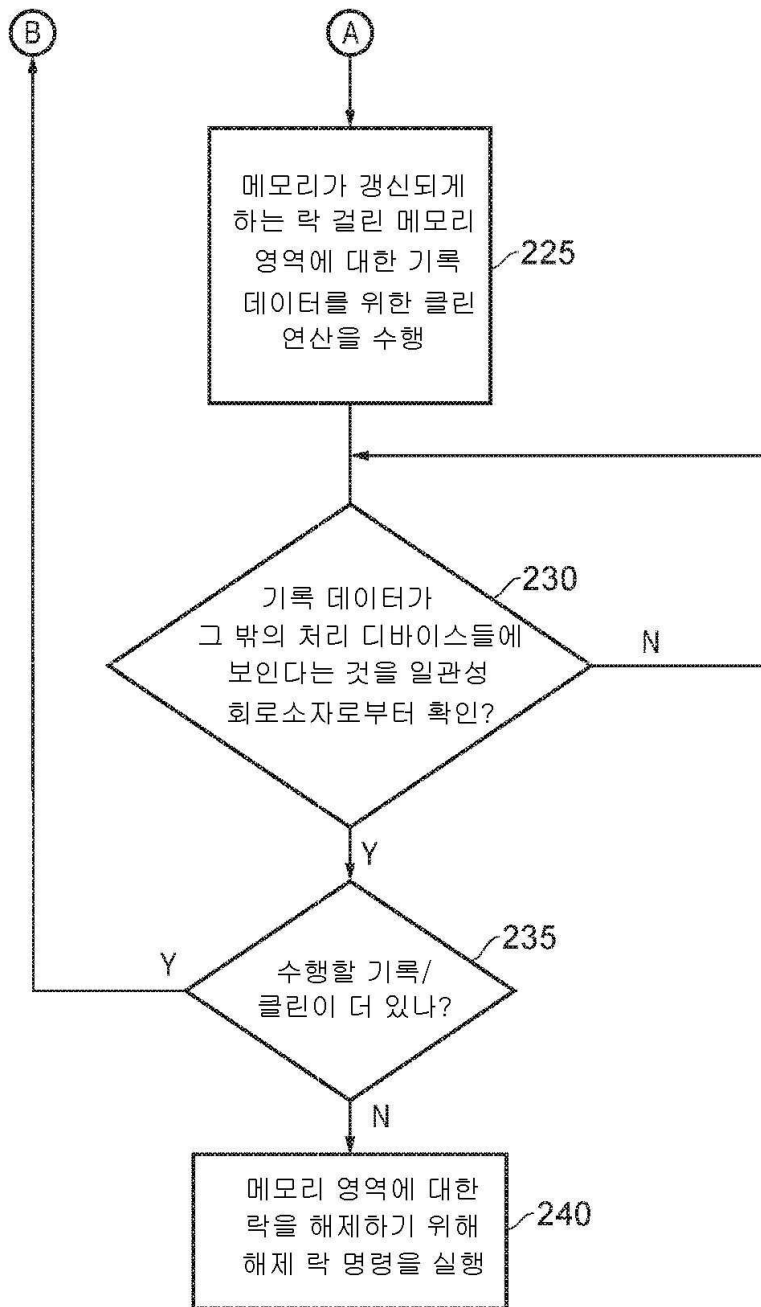 B
A
메모리가 갱신되게
하는 락 걸린 메모리
영역에 대한 기록
데이터를 위한 클린
연산을 수행
225
230
기록 데이터가
그 밖의 처리 디바이스들에
보인다는 것을 일관성
회로소자로부터 확인?
N
Y
235
Y
수행할 기록/
클린이 더 있나?
N
메모리 영역에 대한
락을 해제하기 위해
해제 락 명령을 실행
240